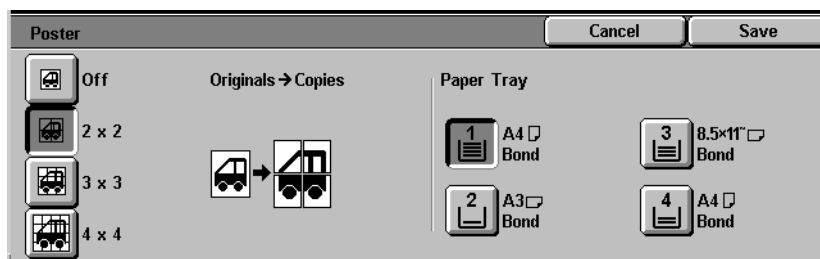 Poster
Cancel
Save
Off
2 x 2
3 x 3
4 x 4
Originals → Copies
Paper Tray
1
A4
Bond
3
8.5×11"
Bond
2
A3
Bond
4
A4
Bond